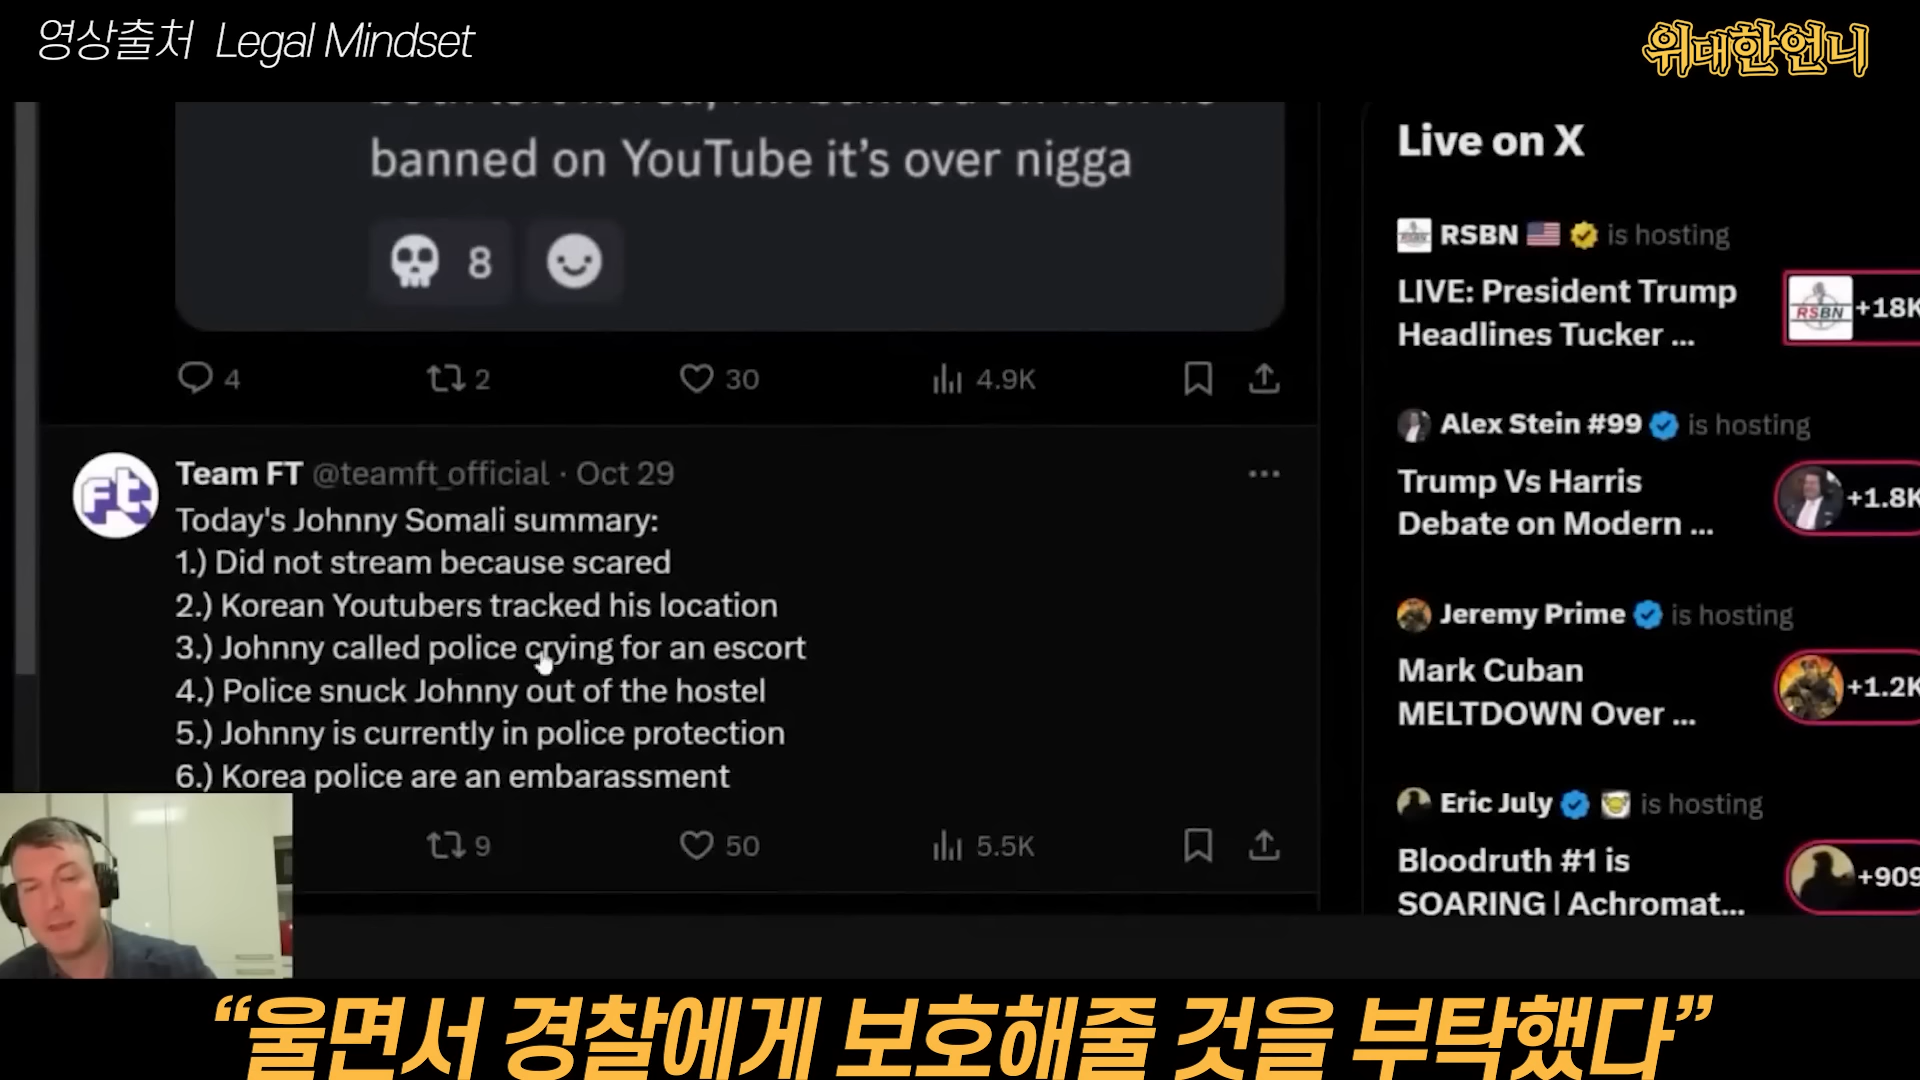 영상출처 Legal Mindset
위대한언니
banned on YouTube it's over nigga
8
4
2
30
4.9K
Team FT @teamft_official · Oct 29
Today's Johnny Somali summary:
1.) Did not stream because scared
2.) Korean Youtubers tracked his location
3.) Johnny called police crying for an escort
4.) Police snuck Johnny out of the hostel
5.) Johnny is currently in police protection
6.) Korea police are an embarassment
9
50
5.5K
Live on X
RSBN is hosting
LIVE: President Trump
Headlines Tucker ...
RSBN
+18K
Alex Stein #99 is hosting
Trump Vs Harris
Debate on Modern ...
+1.8K
Jeremy Prime is hosting
Mark Cuban
MELTDOWN Over ...
+1.2K
Eric July is hosting
Bloodruth #1 is
SOARING | Achromat...
+909
“울면서 경찰에게 보호해줄 것을 부탁했다”